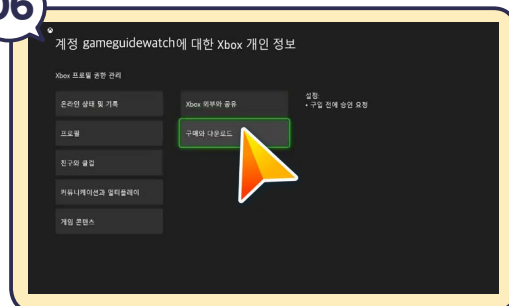 06
계정 gameguidewatch에 대한 Xbox 개인 정보
Xbox 프로필 권한 관리
온라인 상태 및 기록
Xbox 외부와 공유
설정:
• 구입 전에 승인 요청
프로필
구매와 다운로드
친구와 클럽
커뮤니케이션과 멀티플레이
게임 콘텐츠